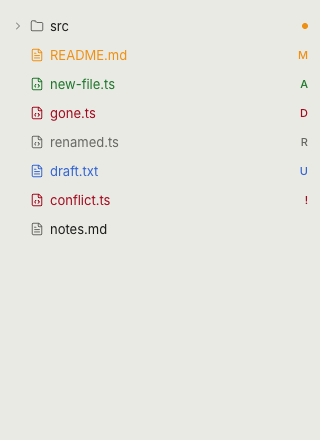 src
README.md M
new-file.ts A
gone.ts D
renamed.ts R
draft.txt U
conflict.ts !
notes.md